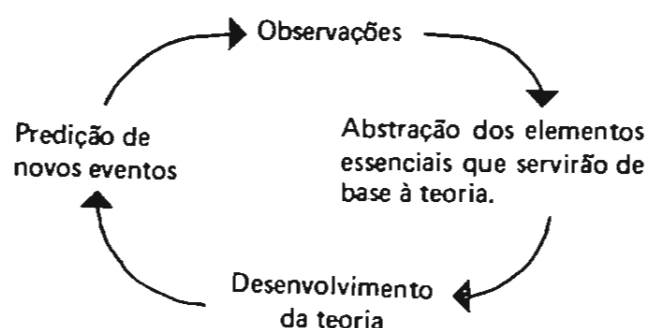 Observações
Abstração dos elementos
essenciais que servirão de
base à teoria.
Desenvolvimento
da teoria
Predição de
novos eventos